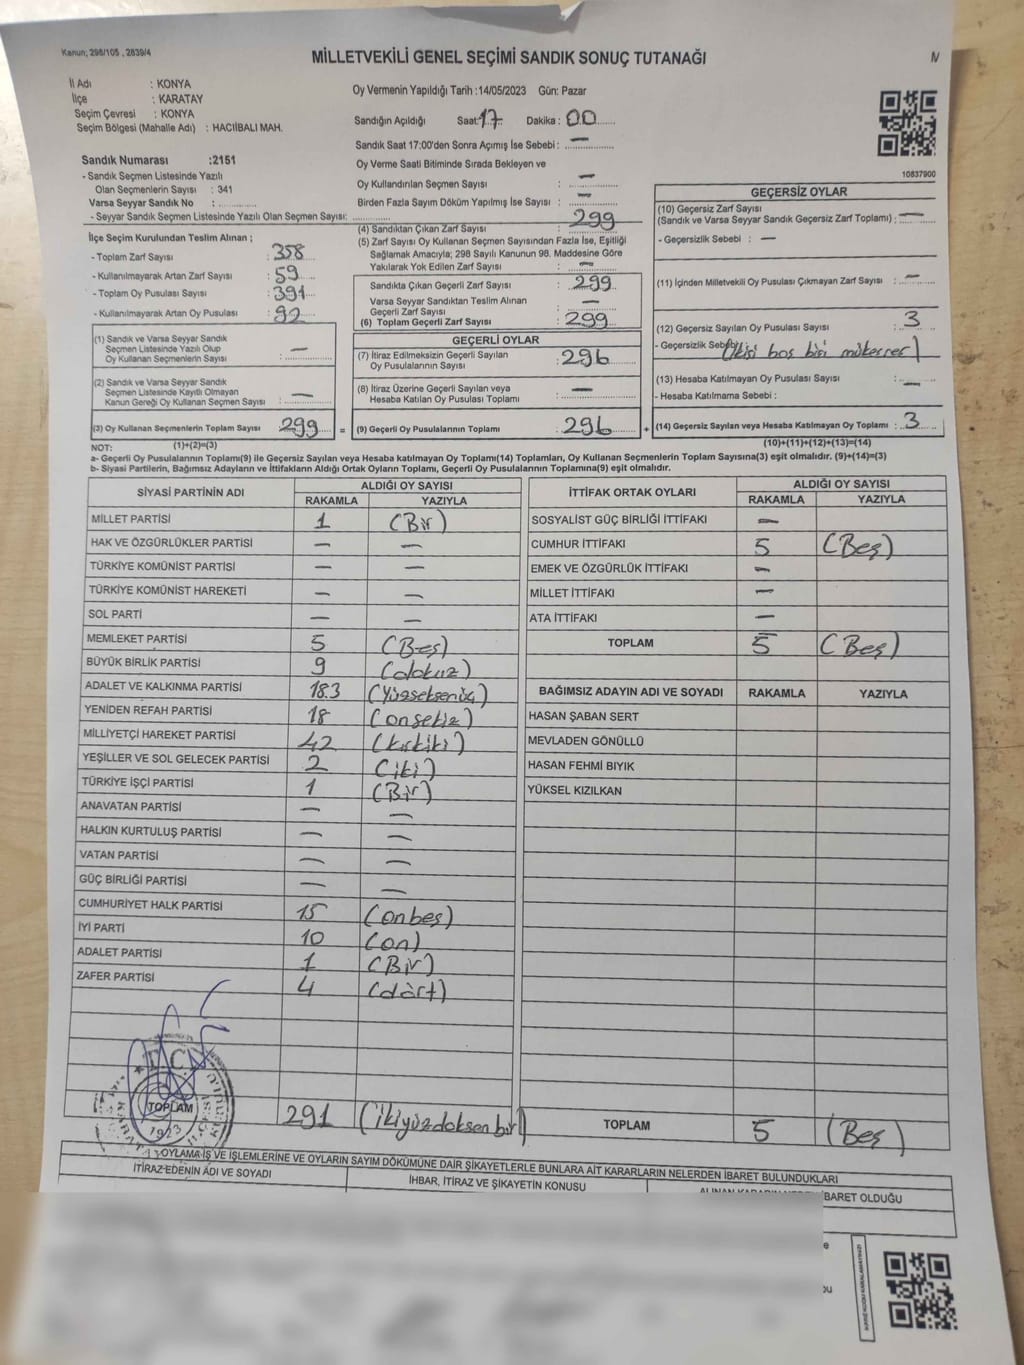 Kanun; 298/105 , 2839/4
MİLLETVEKİLİ GENEL SEÇİMİ SANDIK SONUÇ TUTANAĞI
IV
İl Adı : KONYA
İlçe : KARATAY
Seçim Çevresi : KONYA
Seçim Bölgesi (Mahalle Adı) : HACIİBALI MAH.
Sandık Numarası :2151
- Sandık Seçmen Listesinde Yazılı
Olan Seçmenlerin Sayısı : 341
Varsa Seyyar Sandık No :
- Seyyar Sandık Seçmen Listesinde Yazılı Olan Seçmen Sayısı:
Oy Vermenin Yapıldığı Tarih :14/05/2023 Gün: Pazar
Sandığın Açıldığı Saat: 17 Dakika : 00
Sandık Saat 17:00'den Sonra Açımış İse Sebebi : —
Oy Verme Saati Bitiminde Sırada Bekleyen ve
Oy Kullandırılan Seçmen Sayısı : —
Birden Fazla Sayım Döküm Yapılmış İse Sayısı : —
10837900
İlçe Seçim Kurulundan Teslim Alınan ;
- Toplam Zarf Sayısı : 358
- Kullanılmayarak Artan Zarf Sayısı : 59
- Toplam Oy Pusulası Sayısı : 391
- Kullanılmayarak Artan Oy Pusulası : 92
(4) Sandıktan Çıkan Zarf Sayısı : 299
(5) Zarf Sayısı Oy Kullanan Seçmen Sayısından Fazla İse, Eşitliği
Sağlamak Amacıyla; 298 Sayılı Kanunun 98. Maddesine Göre
Yakılarak Yok Edilen Zarf Sayısı : —
Sandıkta Çıkan Geçerli Zarf Sayısı : 299
Varsa Seyyar Sandıktan Teslim Alınan
Geçerli Zarf Sayısı : —
(6) Toplam Geçerli Zarf Sayısı : 299
GEÇERSİZ OYLAR
(10) Geçersiz Zarf Sayısı
(Sandık ve Varsa Seyyar Sandık Geçersiz Zarf Toplamı) : —
- Geçersizlik Sebebi : —
(11) İçinden Milletvekili Oy Pusulası Çıkmayan Zarf Sayısı : —
(12) Geçersiz Sayılan Oy Pusulası Sayısı : 3
- Geçersizlik Sebebi (ikisi boş biri mükerrer)
(13) Hesaba Katılmayan Oy Pusulası Sayısı : —
- Hesaba Katılmama Sebebi :
(14) Geçersiz Sayılan veya Hesaba Katılmayan Oy Toplamı : 3
(1) Sandık ve Varsa Seyyar Sandık
Seçmen Listesinde Yazılı Olup
Oy Kullanan Seçmenlerin Sayısı : —
(2) Sandık ve Varsa Seyyar Sandık
Seçmen Listesinde Kayıtlı Olmayan
Kanun Gereği Oy Kullanan Seçmen Sayısı : —
(3) Oy Kullanan Seçmenlerin Toplam Sayısı 299 =
GEÇERLİ OYLAR
(7) İtiraz Edilmeksizin Geçerli Sayılan
Oy Pusulalarının Sayısı : 296
(8) İtiraz Üzerine Geçerli Sayılan veya
Hesaba Katılan Oy Pusulası Toplamı : —
(9) Geçerli Oy Pusulalarının Toplamı : 296 +
NOT: (1)+(2)=(3)
(10)+(11)+(12)+(13)=(14)
a- Geçerli Oy Pusulalarının Toplamı(9) ile Geçersiz Sayılan veya Hesaba katılmayan Oy Toplamı(14) Toplamları, Oy Kullanan Seçmenlerin Toplam Sayısına(3) eşit olmalıdır. (9)+(14)=(3)
b- Siyasi Partilerin, Bağımsız Adayların ve İttifakların Aldığı Ortak Oyların Toplamı, Geçerli Oy Pusulalarının Toplamına(9) eşit olmalıdır.
SİYASİ PARTİNİN ADI
ALDIĞI OY SAYISI
RAKAMLA YAZIYLA
MİLLET PARTİSİ 1 (Bir)
HAK VE ÖZGÜRLÜKLER PARTİSİ — —
TÜRKİYE KOMÜNİST PARTİSİ — —
TÜRKİYE KOMÜNİST HAREKETİ — —
SOL PARTİ — —
MEMLEKET PARTİSİ 5 (Beş)
BÜYÜK BİRLİK PARTİSİ 9 (dokuz)
ADALET VE KALKINMA PARTİSİ 183 (Yüzseksenüç)
YENİDEN REFAH PARTİSİ 18 (onsekiz)
MİLLİYETÇİ HAREKET PARTİSİ 42 (kırkiki)
YEŞİLLER VE SOL GELECEK PARTİSİ 2 (iki)
TÜRKİYE İŞÇİ PARTİSİ 1 (Bir)
ANAVATAN PARTİSİ — —
HALKIN KURTULUŞ PARTİSİ — —
VATAN PARTİSİ — —
GÜÇ BİRLİĞİ PARTİSİ — —
CUMHURİYET HALK PARTİSİ 15 (onbeş)
İYİ PARTİ 10 (on)
ADALET PARTİSİ 1 (Bir)
ZAFER PARTİSİ 4 (dört)
T.C.
1923
TOPLAM 291 (ikiyüzdoksenbir)
İTTİFAK ORTAK OYLARI
ALDIĞI OY SAYISI
RAKAMLA YAZIYLA
SOSYALİST GÜÇ BİRLİĞİ İTTİFAKI —
CUMHUR İTTİFAKI 5 (Beş)
EMEK VE ÖZGÜRLÜK İTTİFAKI —
MİLLET İTTİFAKI —
ATA İTTİFAKI —
TOPLAM 5 (Beş)
BAĞIMSIZ ADAYIN ADI VE SOYADI RAKAMLA YAZIYLA
HASAN ŞABAN SERT
MEVLADEN GÖNÜLLÜ
HASAN FEHMİ BIYIK
YÜKSEL KIZILKAN
TOPLAM 5 (Beş)
OYLAMA İŞ VE İŞLEMLERİNE VE OYLARIN SAYIM DÖKÜMÜNE DAİR ŞİKAYETLERLE BUNLARA AİT KARARLARIN NELERDEN İBARET BULUNDUKLARI
İTİRAZ EDENİN ADI VE SOYADI
İHBAR, İTİRAZ VE ŞİKAYETİN KONUSU
İBARET OLDUĞU